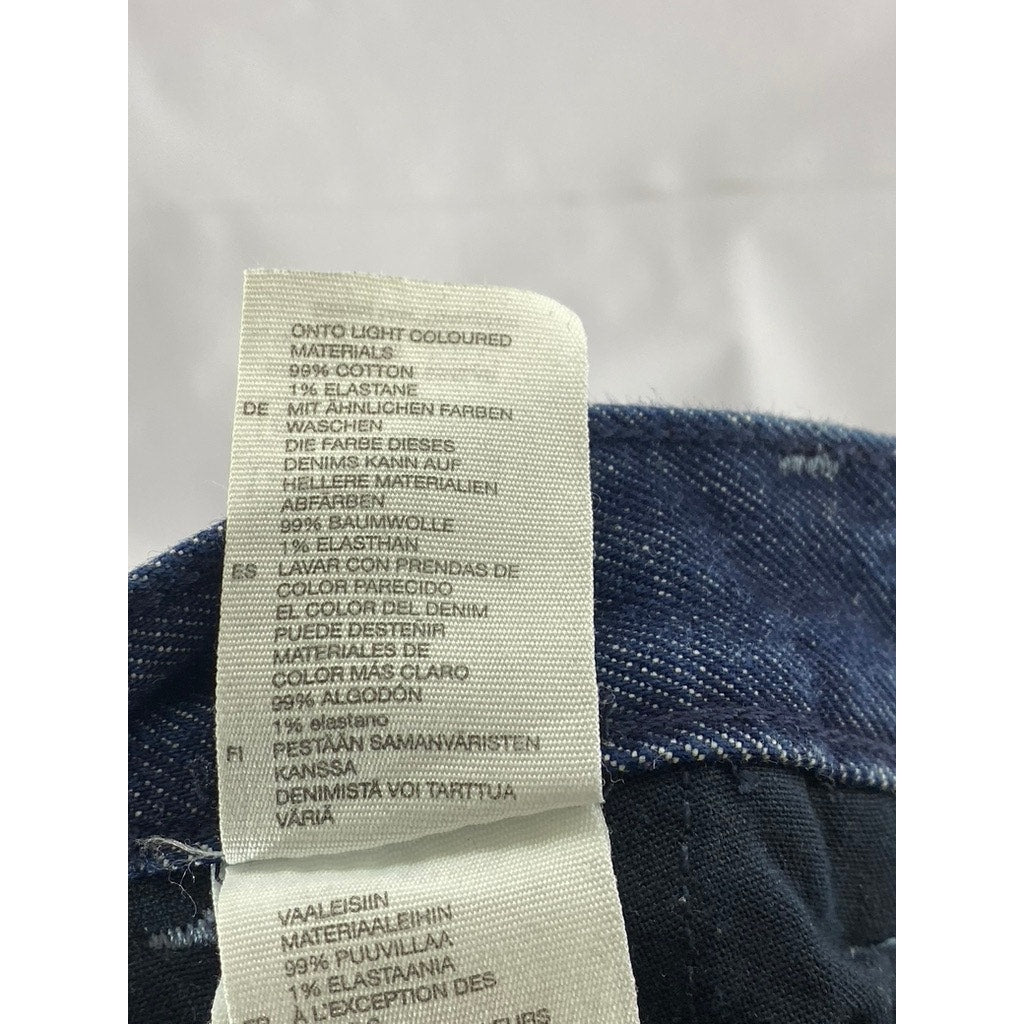 ONTO LIGHT COLOURED
MATERIALS
99% COTTON
1% ELASTANE
DE MIT ÄHNLICHEN FARBEN
WASCHEN
DIE FARBE DIESES
DENIMS KANN AUF
HELLERE MATERIALIEN
ABFÄRBEN
99% BAUMWOLLE
1% ELASTHAN
ES LAVAR CON PRENDAS DE
COLOR PARECIDO
EL COLOR DEL DENIM
PUEDE DESTEÑIR
MATERIALES DE
COLOR MÁS CLARO
99% ALGODÓN
1% elastano
FI PESTÄÄN SAMANVÄRISTEN
KANSSA
DENIMISTÄ VOI TARTTUA
VÄRIÄ
VAALEISIIN
MATERIAALEIHIN
99% PUUVILLAA
1% ELASTAANIA
À L'EXCEPTION DES